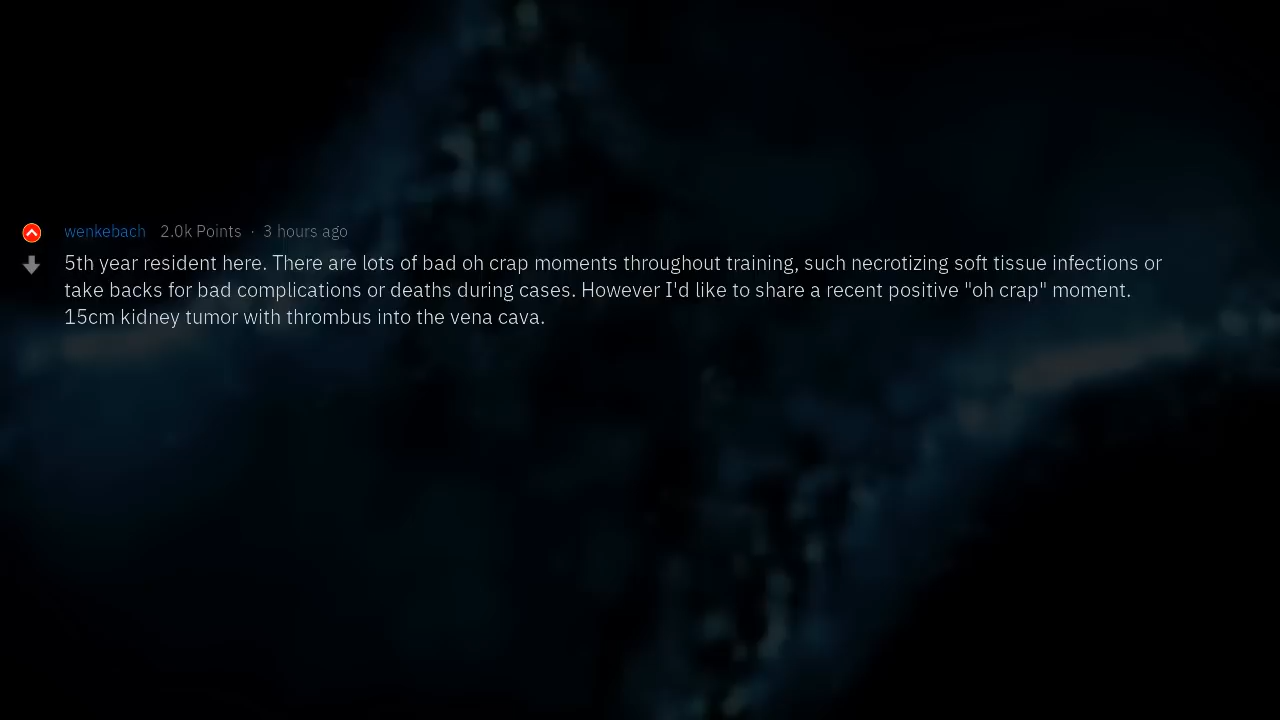 wenkebach 2.0k Points · 3 hours ago
5th year resident here. There are lots of bad oh crap moments throughout training, such necrotizing soft tissue infections or
take backs for bad complications or deaths during cases. However I'd like to share a recent positive "oh crap" moment.
15cm kidney tumor with thrombus into the vena cava.